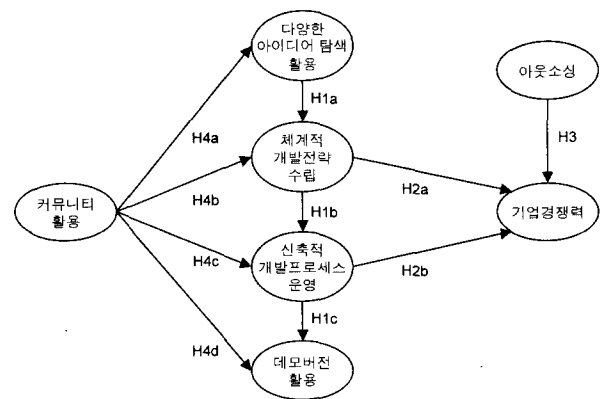 다양한
아이디어 탐색
활용
아웃소싱
H1a
H3
H4a
체계적
개발전략
수립
H2a
H4b
커뮤니티
활용
H1b
기업경쟁력
신축적
개발프로세스
운영
H4c
H2b
H1c
H4d
데모버전
활용